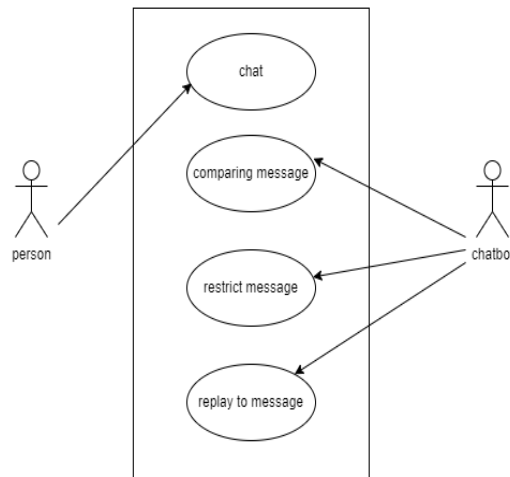 chat
comparing message
person
chatbo
restrict message
replay to message